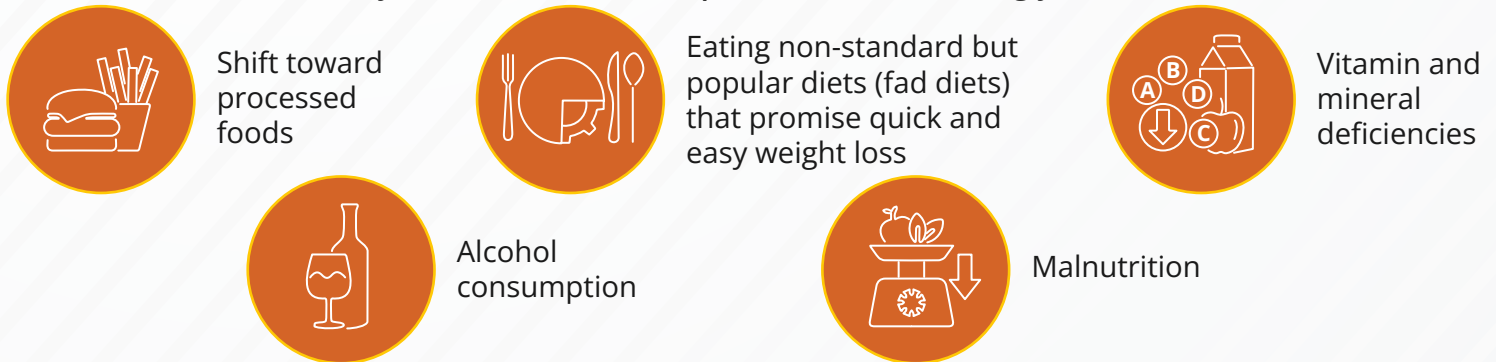 Shift toward
processed
foods
Eating non-standard but
popular diets (fad diets)
that promise quick and
easy weight loss
A
B
D
C
Vitamin and
mineral
deficiencies
Alcohol
consumption
Malnutrition